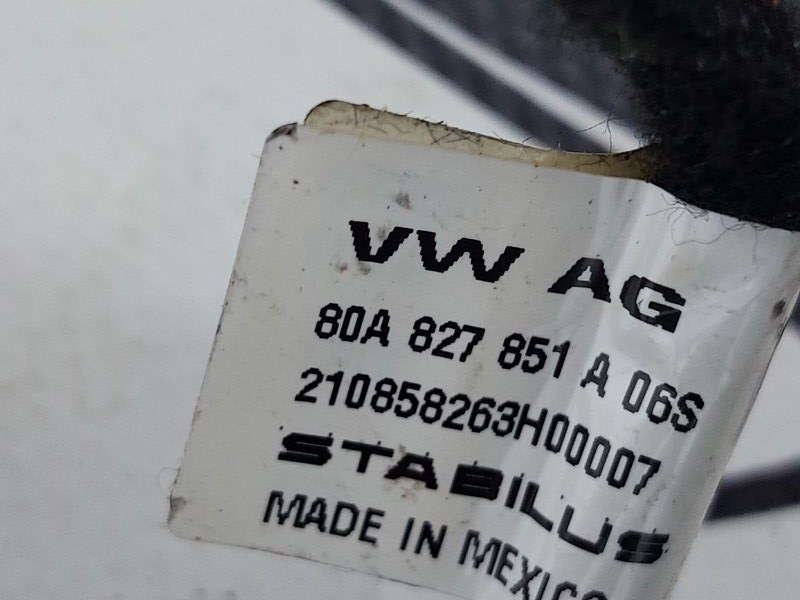 VW AG
80A 827 851 A 06S
210858263H00007
STABILUS
MADE IN MEXICO